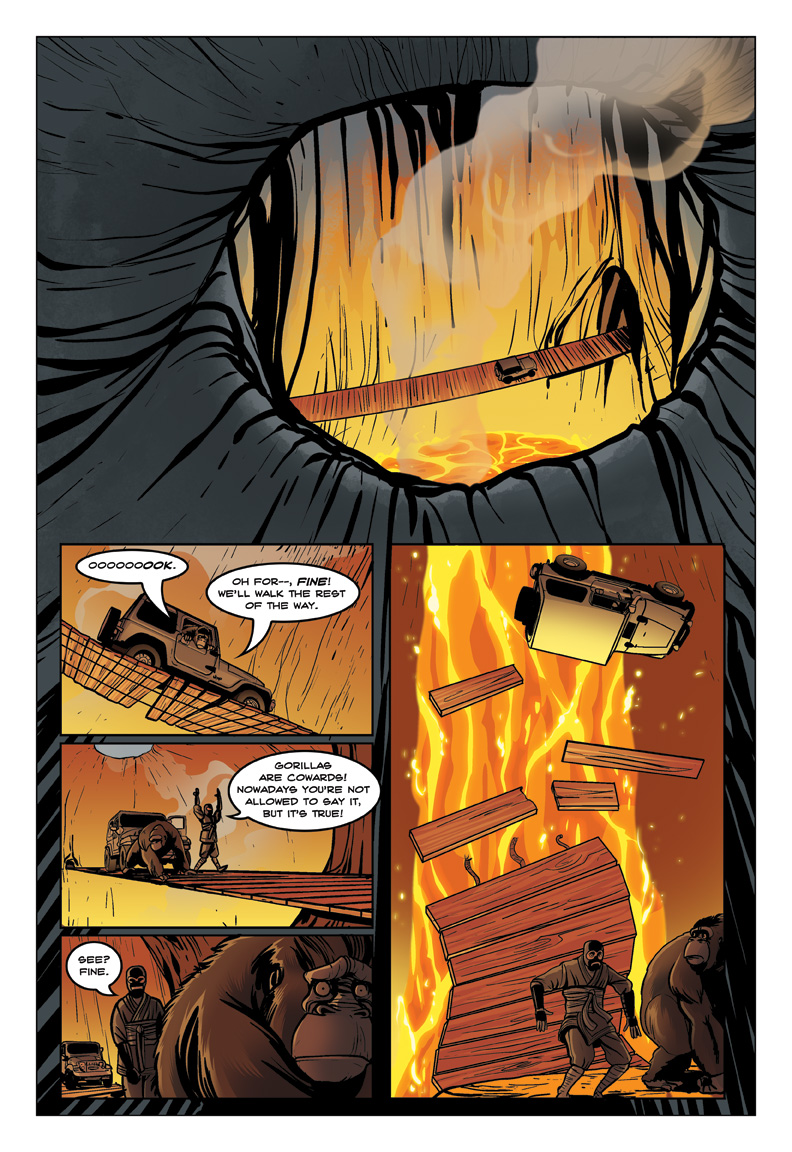 OOOOOOOOOK.
OH FOR--, FINE!
WE'LL WALK THE REST
OF THE WAY.
GORILLAS
ARE COWARDS!
NOWADAYS YOU'RE NOT
ALLOWED TO SAY IT,
BUT IT'S TRUE!
SEE?
FINE.